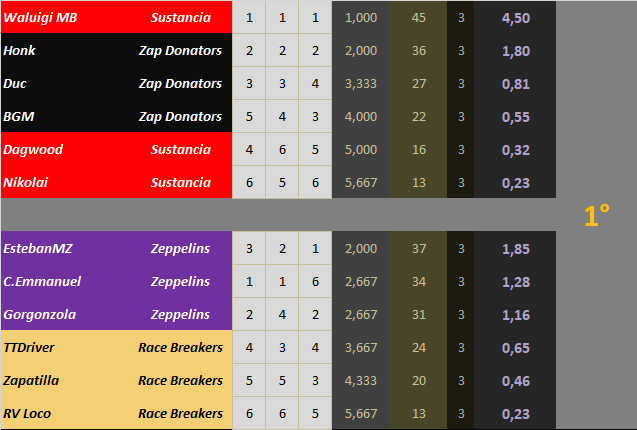 Waluigi MB Sustancia 1 1 1 1,000 45 3 4,50
Honk Zap Donators 2 2 2 2,000 36 3 1,80
Duc Zap Donators 3 3 4 3,333 27 3 0,81
BGM Zap Donators 5 4 3 4,000 22 3 0,55
Dagwood Sustancia 4 6 5 5,000 16 3 0,32
Nikolai Sustancia 6 5 6 5,667 13 3 0,23
1°
EstebanMZ Zeppelins 3 2 1 2,000 37 3 1,85
C.Emmanuel Zeppelins 1 1 6 2,667 34 3 1,28
Gorgonzola Zeppelins 2 4 2 2,667 31 3 1,16
TTDriver Race Breakers 4 3 4 3,667 24 3 0,65
Zapatilla Race Breakers 5 5 3 4,333 20 3 0,46
RV Loco Race Breakers 6 6 5 5,667 13 3 0,23